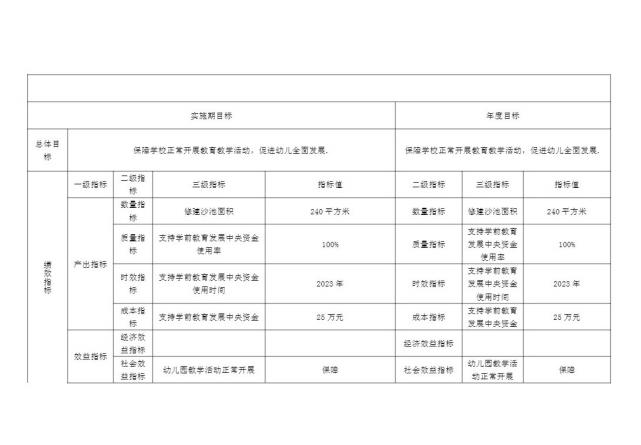 实施期目标 年度目标
总体目
标
保障学校正常开展教育教学活动，促进幼儿全面发展. 保障学校正常开展教育教学活动，促进幼儿全面发展.
绩
效
指
标
一级指标 二级指
标 三级指标 指标值 二级指标 三级指标 指标值
产出指标
数量指
标 修建沙池面积 240 平方米 数量指标 修建沙池面积 240 平方米
质量指
标 支持学前教育发展中央资金
使用率 100% 质量指标 支持学前教育
发展中央资金
使用率 100%
时效指
标 支持学前教育发展中央资金
使用时间 2023 年 时效指标 支持学前教育
发展中央资金
使用时间 2023 年
成本指
标 支持学前教育发展中央资金 25 万元 成本指标 支持学前教育
发展中央资金 25 万元
效益指标
经济效
益指标 经济效益指标
社会效
益指标 幼儿园教学活动正常开展 保障 社会效益指标 幼儿园教学活
动正常开展 保障